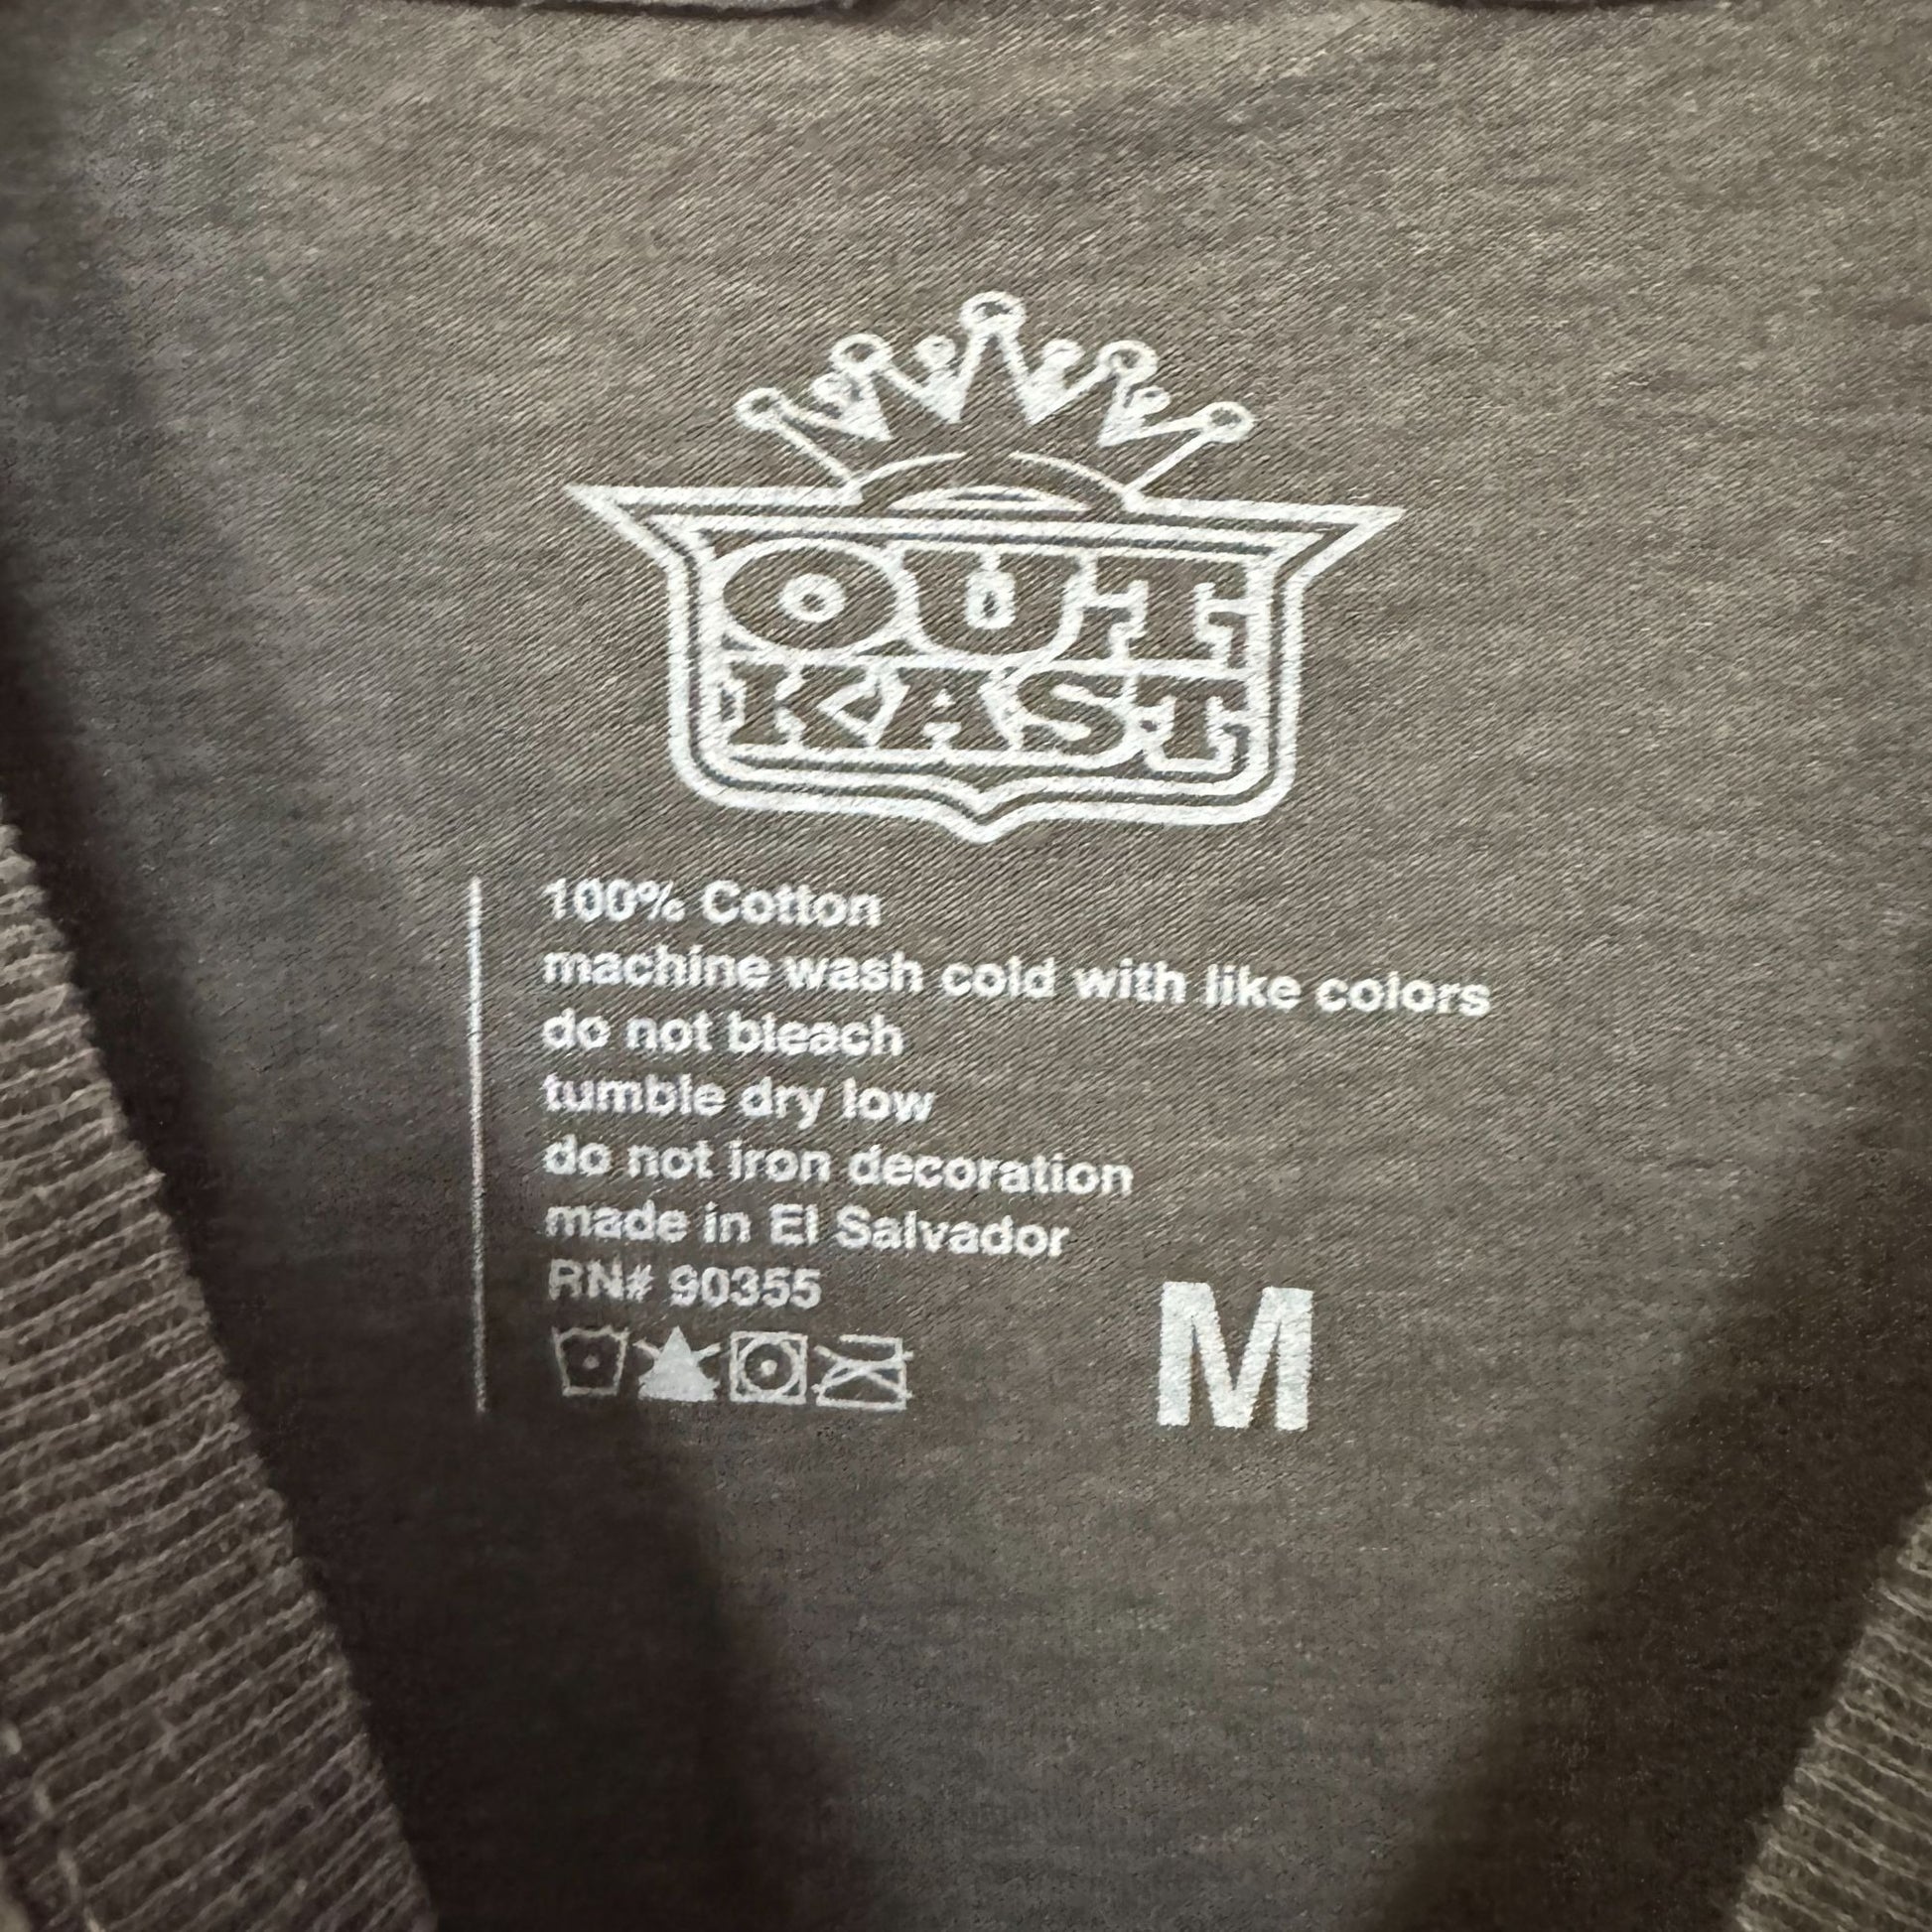 OUT
KAST
100% Cotton
machine wash cold with like colors
do not bleach
tumble dry low
do not iron decoration
made in El Salvador
RN# 90355
M